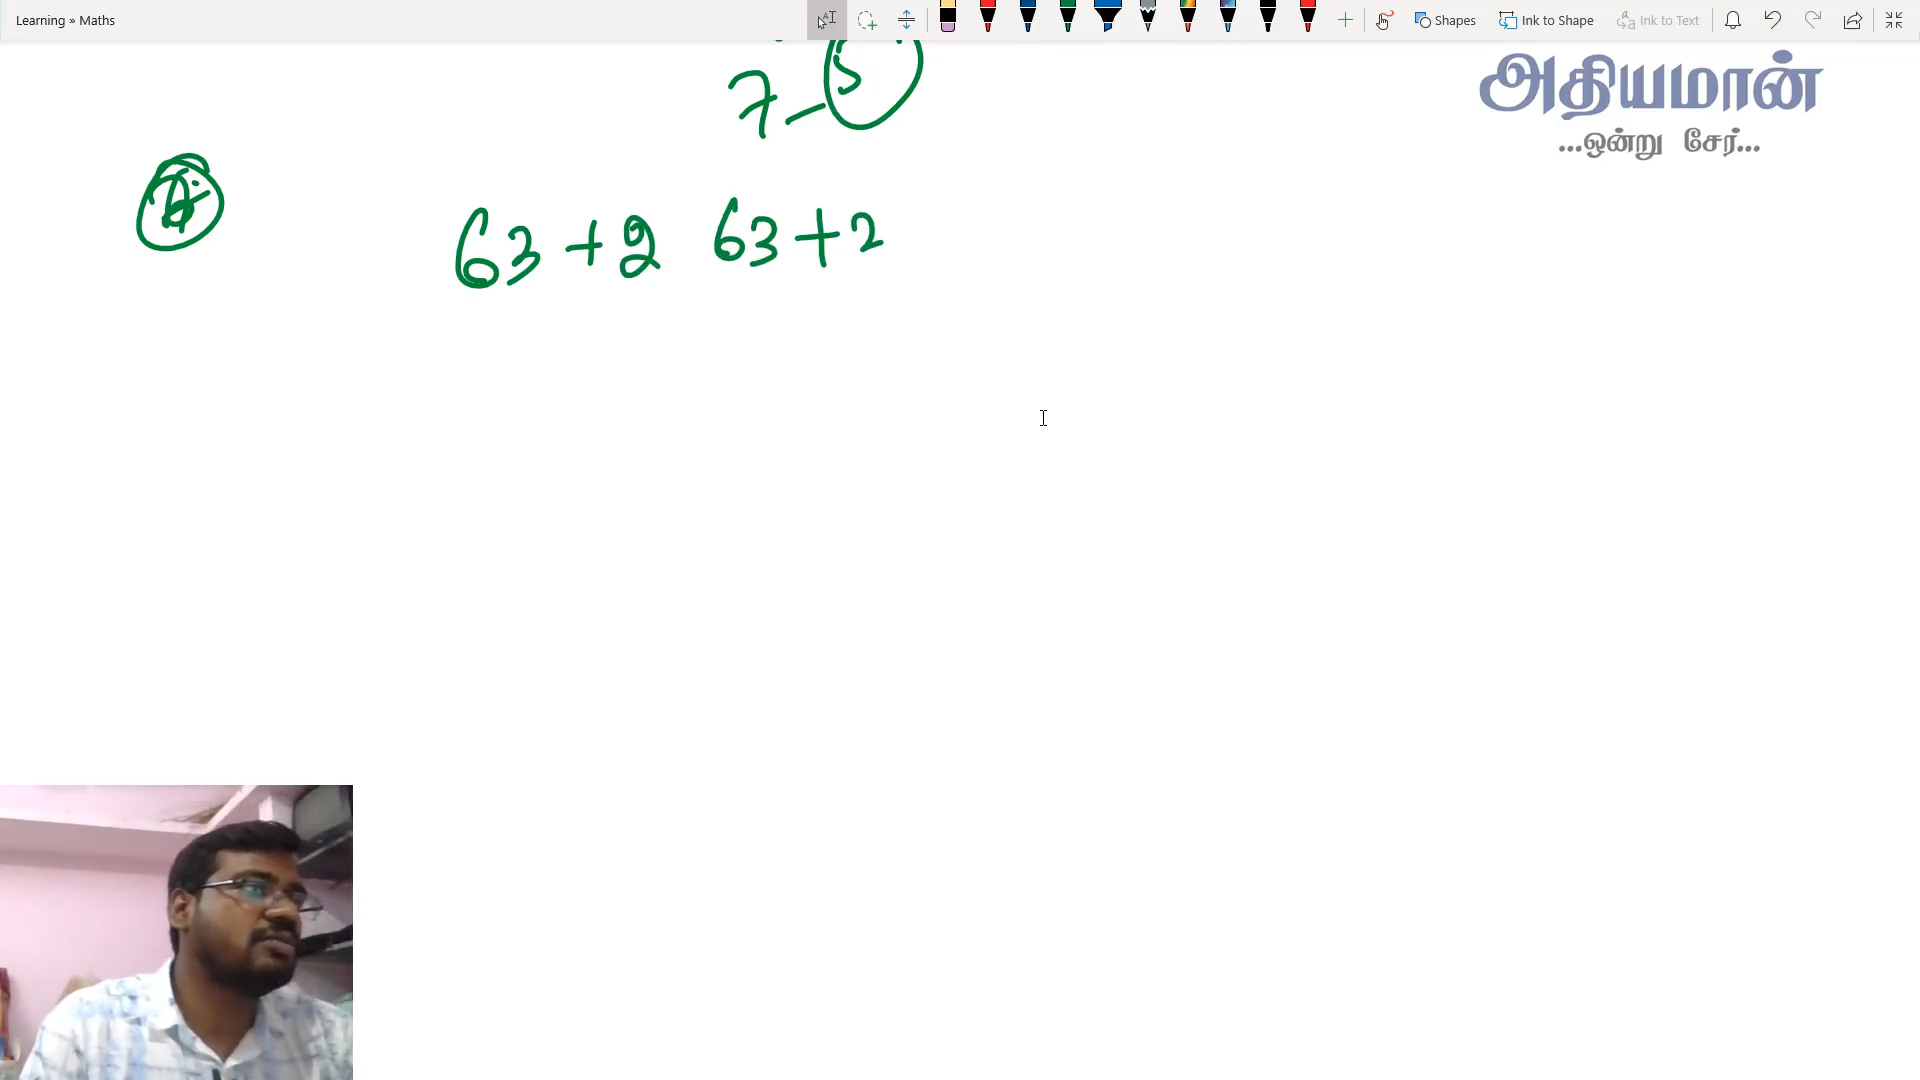 Learning » Maths
Shapes
Ink to Shape
Ink to Text
அதியமான்
...ஒன்று சேர்...
7 - 5
63 + 2 63 + 2